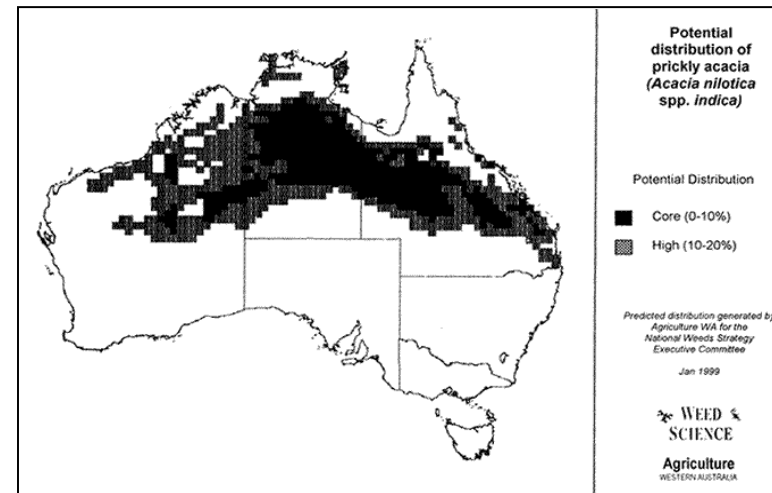 Potential
distribution of
prickly acacia
(Acacia nilotica
spp. indica)
Potential Distribution
Core (0-10%)
High (10-20%)
Predicted distribution generated by
Agriculture WA for the
National Weeds Strategy
Executive Committee
Jan 1999
WEED
SCIENCE
Agriculture
WESTERN AUSTRALIA